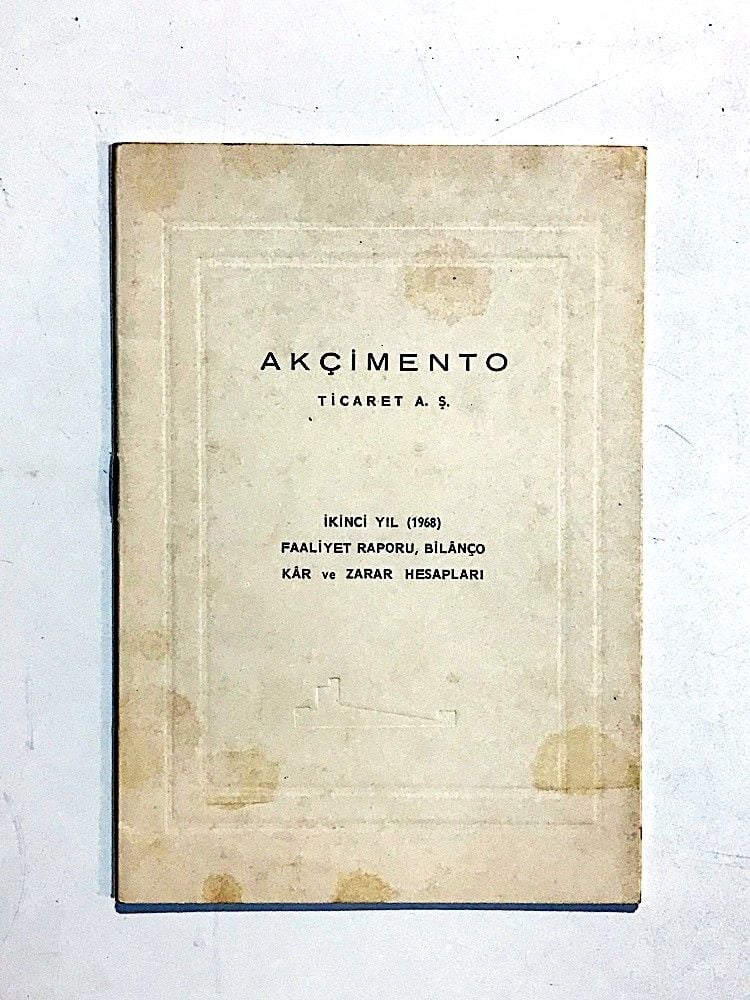 AKÇİMENTO
TİCARET A. Ş.
İKİNCİ YIL (1968)
FAALİYET RAPORU, BİLÂNÇO
KÂR ve ZARAR HESAPLARI